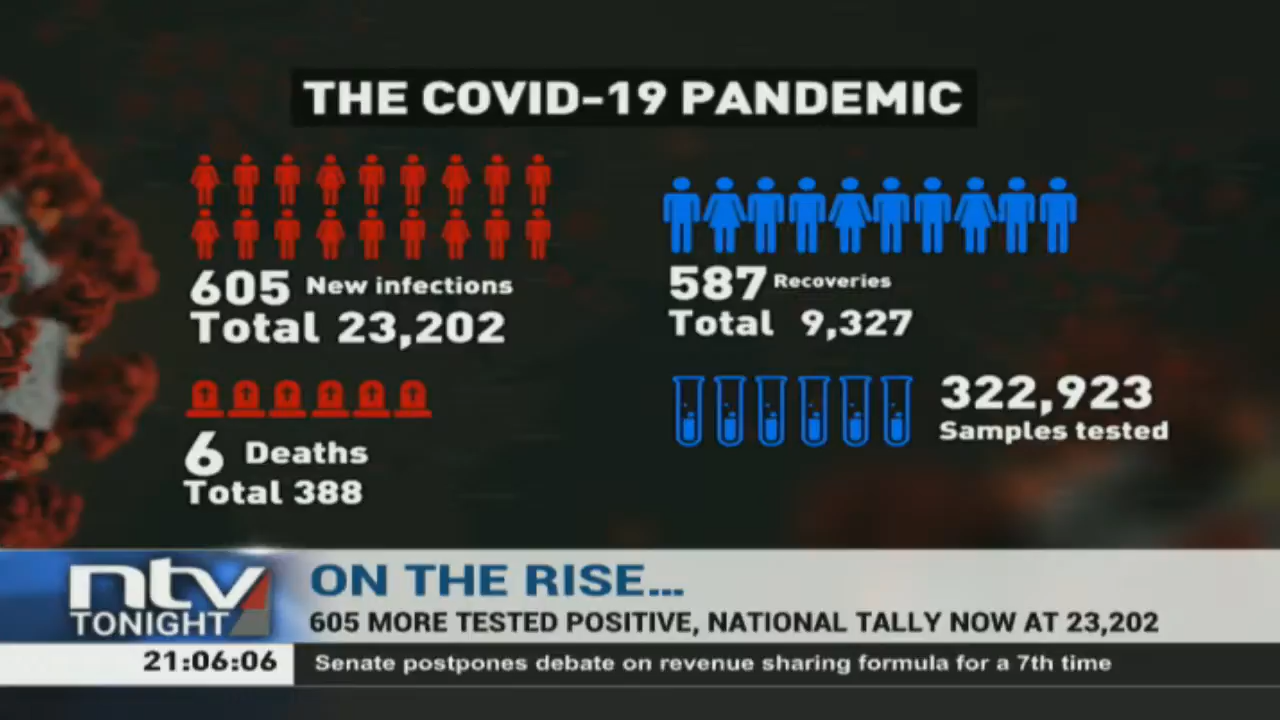 THE COVID-19 PANDEMIC
605 New infections
Total 23,202
587 Recoveries
Total 9,327
6 Deaths
Total 388
322,923
Samples tested
ntv
TONIGHT
ON THE RISE...
605 MORE TESTED POSITIVE, NATIONAL TALLY NOW AT 23,202
21:06:06
Senate postpones debate on revenue sharing formula for a 7th time